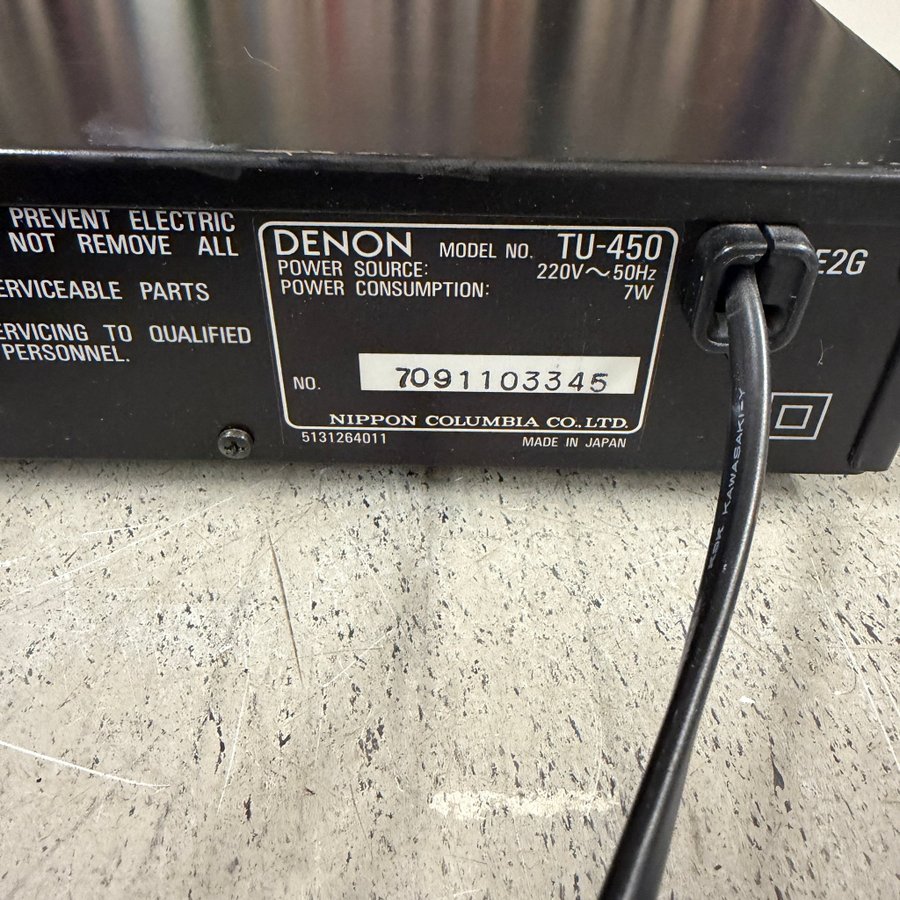 PREVENT ELECTRIC
NOT REMOVE ALL
ERVICEABLE PARTS
ERVICING TO QUALIFIED
PERSONNEL.
DENON MODEL NO. TU-450
POWER SOURCE: 220V～50Hz
POWER CONSUMPTION: 7W
NO. 7091103345
NIPPON COLUMBIA CO.,LTD.
5131264011 MADE IN JAPAN
E2G
KAWASAKI